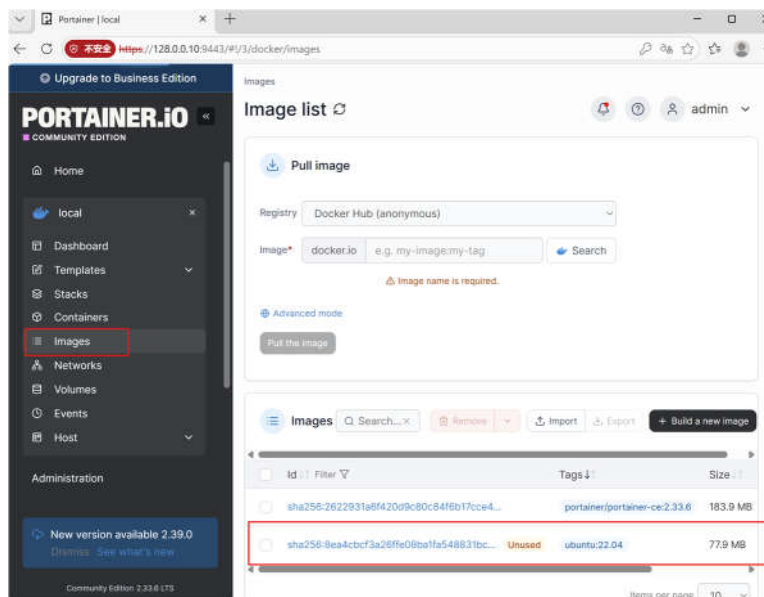 Portainer | local
不安全 https://128.0.0.10:9443/#!/3/docker/images
Upgrade to Business Edition
PORTAINER.iO
COMMUNITY EDITION
Home
local
Dashboard
Templates
Stacks
Containers
Images
Networks
Volumes
Events
Host
Administration
New version available 2.39.0
Dismiss See what's new
Community Edition 2.33.6 LTS
Images
Image list
admin
Pull image
Registry Docker Hub (anonymous)
Image* docker.io e.g. my-image:my-tag Search
Image name is required.
Advanced mode
Pull the image
Images Search... Remove Import Export + Build a new image
Id Filter Tags Size
portainer/portainer-ce:2.33.6 183.9 MB
Unused ubuntu:22.04 77.9 MB
Items per page 10